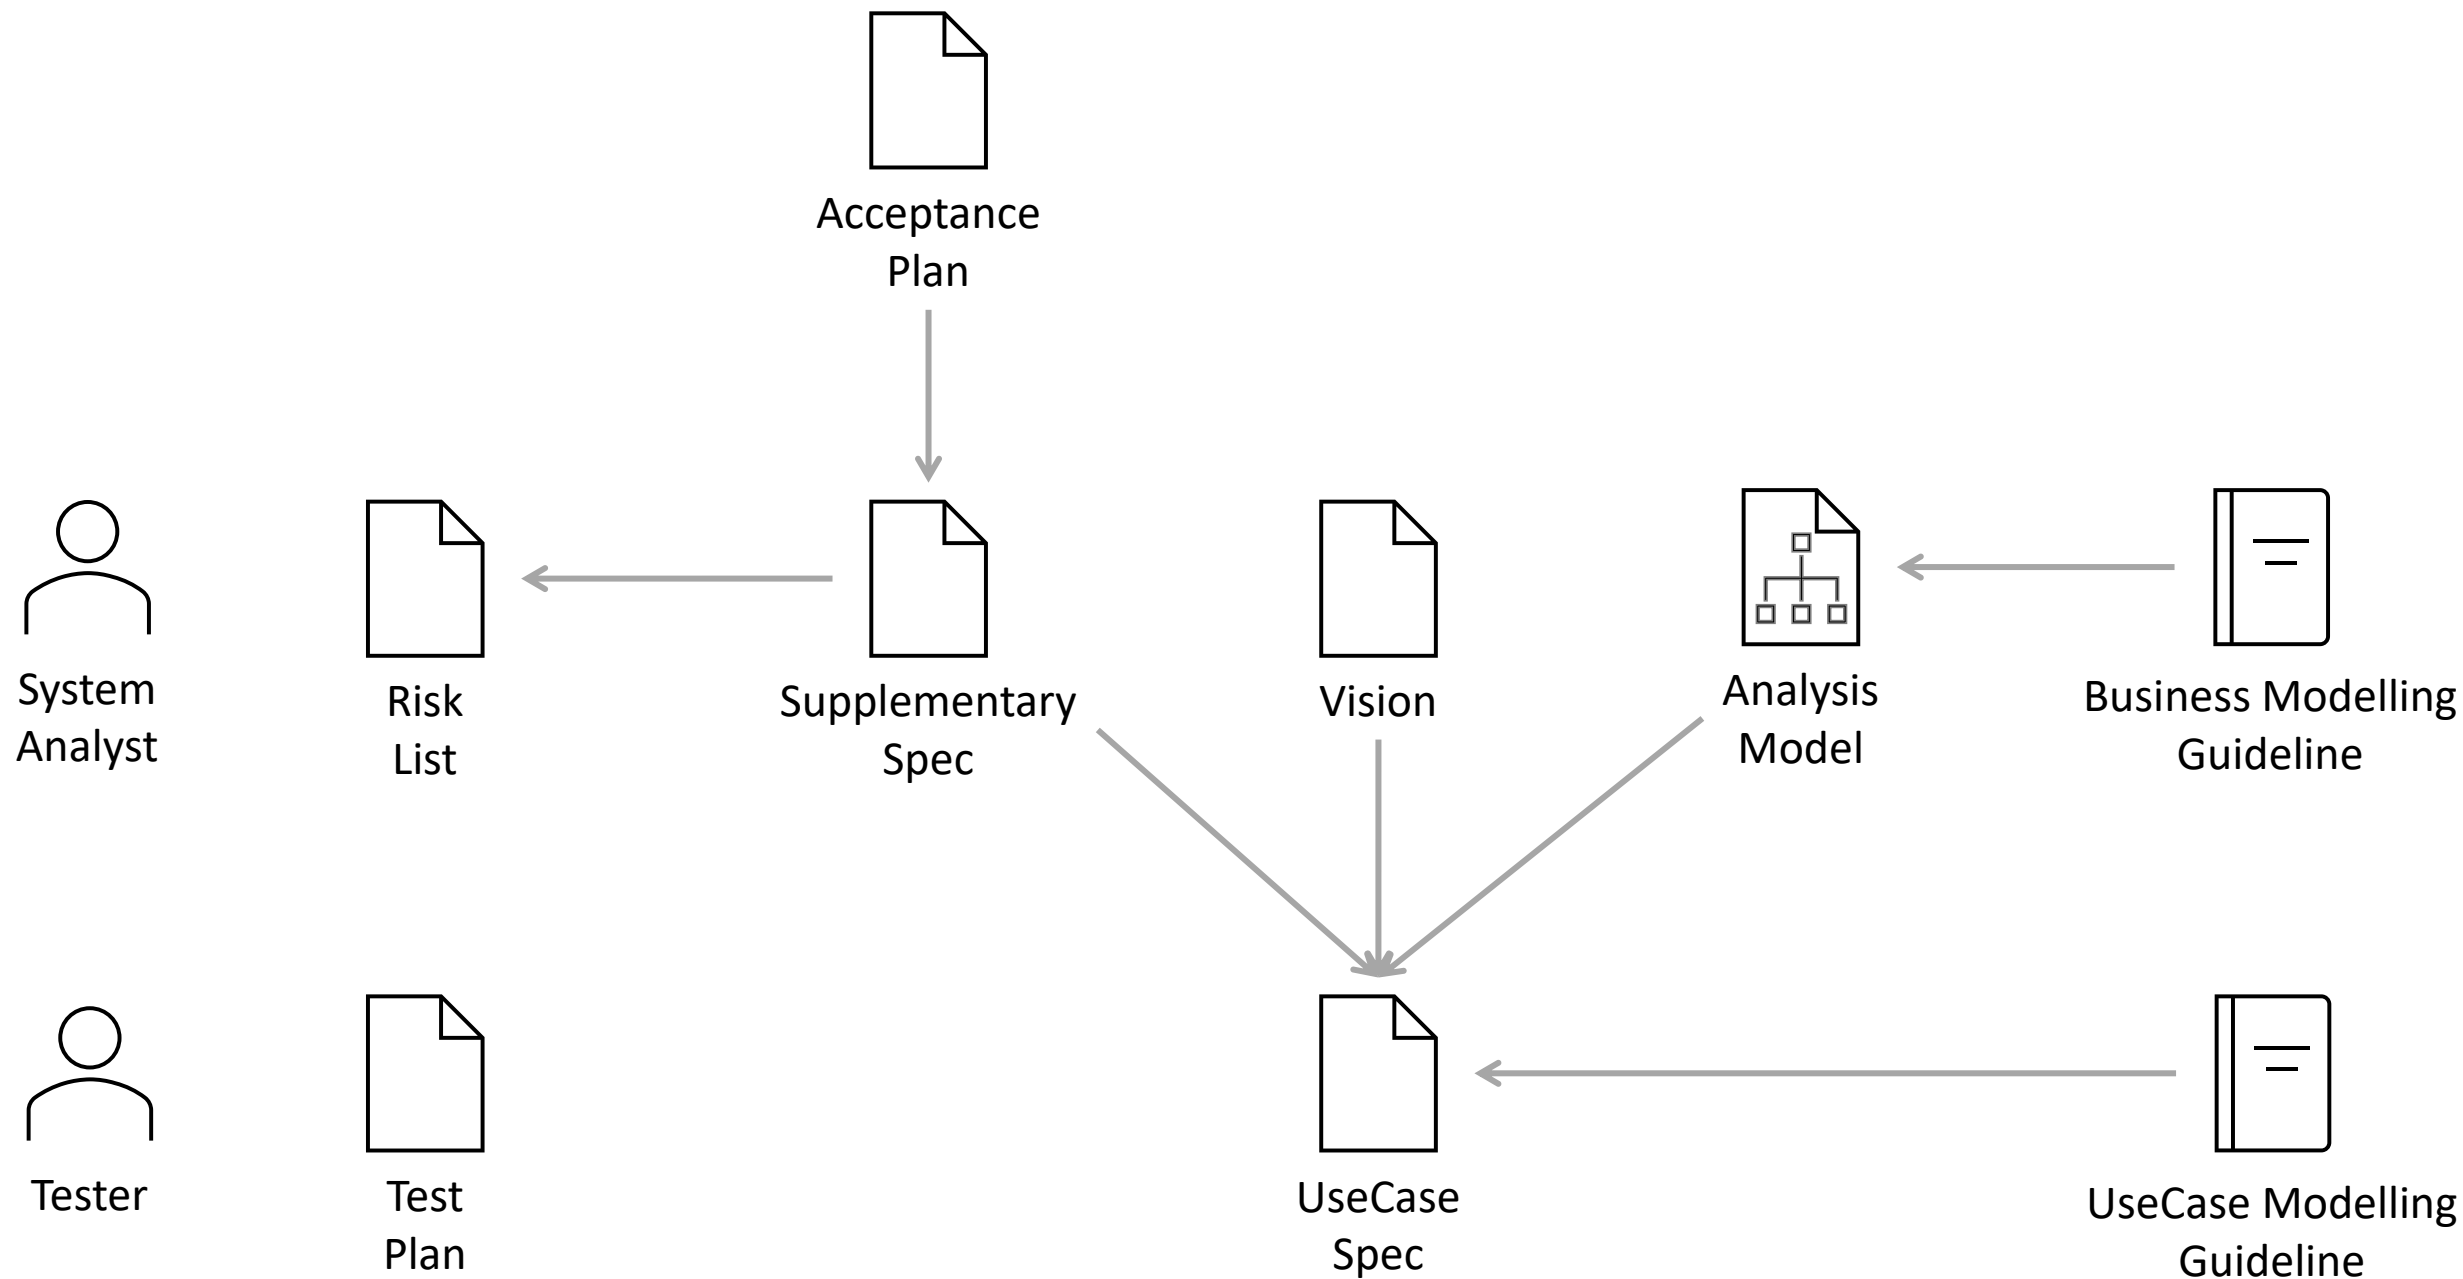 Acceptance
Plan
System
Analyst
Risk
List
Supplementary
Spec
Vision
Analysis
Model
Business Modelling
Guideline
Tester
Test
Plan
UseCase
Spec
UseCase Modelling
Guideline